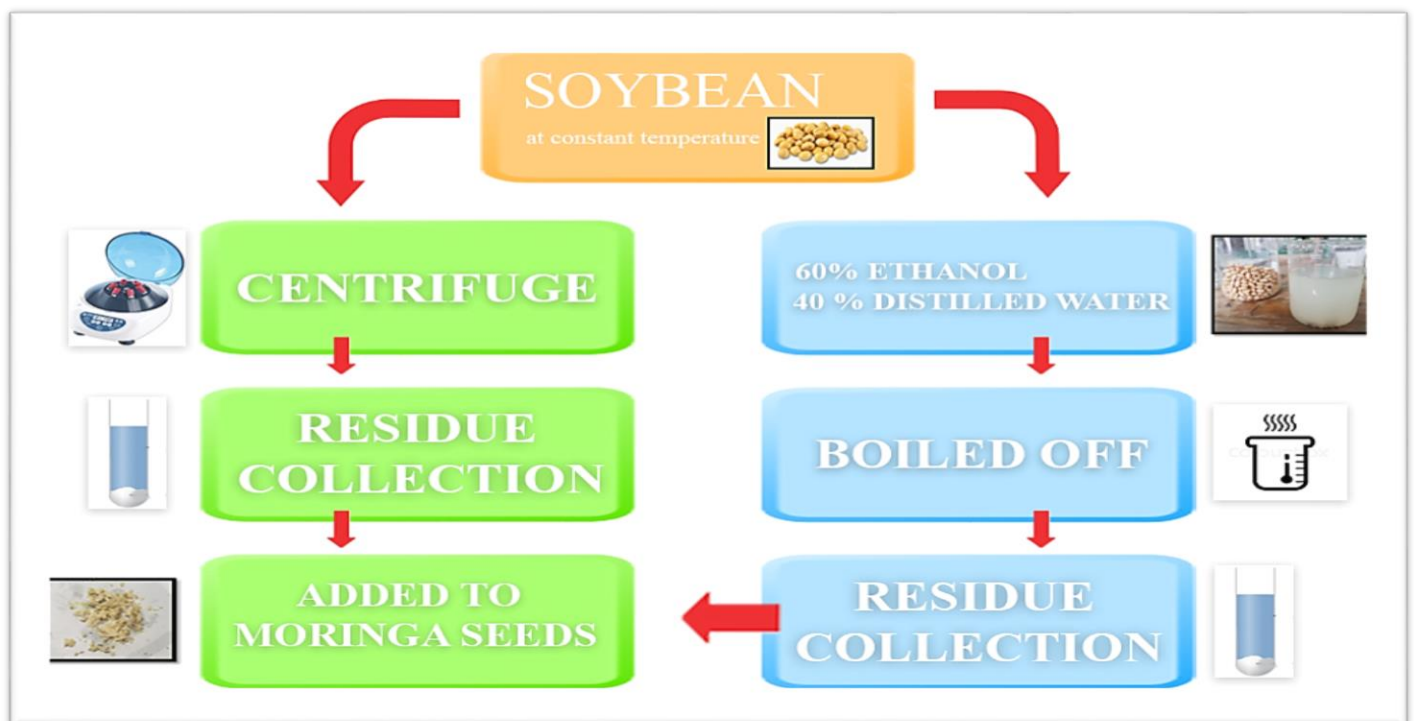 SOYBEAN
at constant temperature
CENTRIFUGE
RESIDUE
COLLECTION
ADDED TO
MORINGA SEEDS
60% ETHANOL
40 % DISTILLED WATER
BOILED OFF
RESIDUE
COLLECTION